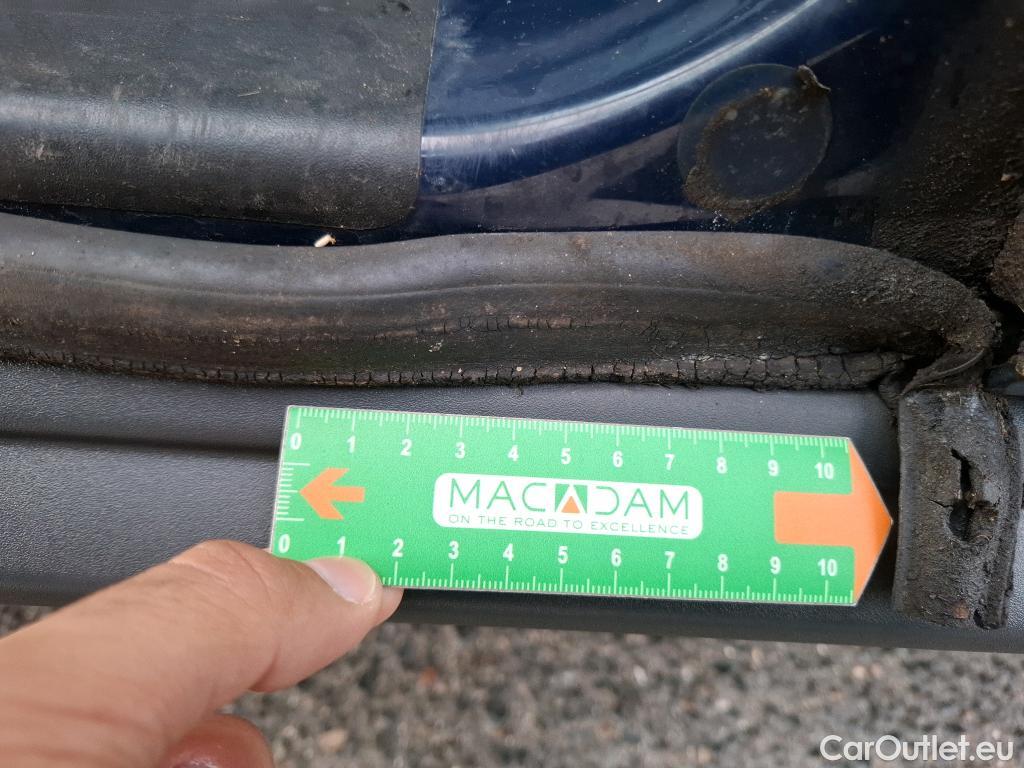 0 1 2 3 4 5 6 7 8 9 10
MACADAM
ON THE ROAD TO EXCELLENCE
0 1 2 3 4 5 6 7 8 9 10
CarOutlet.eu